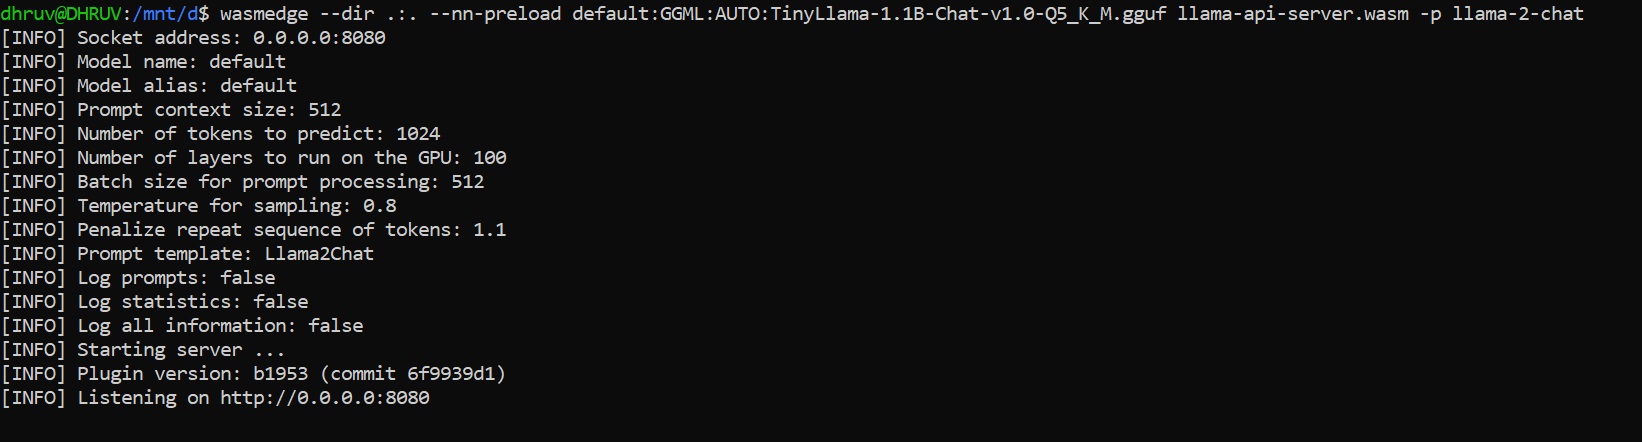 dhruv@DHRUV:/mnt/d$ wasmedge --dir .:. --nn-preload default:GGML:AUTO:TinyLlama-1.1B-Chat-v1.0-Q5_K_M.gguf llama-api-server.wasm -p llama-2-chat
[INFO] Socket address: 0.0.0.0:8080
[INFO] Model name: default
[INFO] Model alias: default
[INFO] Prompt context size: 512
[INFO] Number of tokens to predict: 1024
[INFO] Number of layers to run on the GPU: 100
[INFO] Batch size for prompt processing: 512
[INFO] Temperature for sampling: 0.8
[INFO] Penalize repeat sequence of tokens: 1.1
[INFO] Prompt template: Llama2Chat
[INFO] Log prompts: false
[INFO] Log statistics: false
[INFO] Log all information: false
[INFO] Starting server ...
[INFO] Plugin version: b1953 (commit 6f9939d1)
[INFO] Listening on http://0.0.0.0:8080